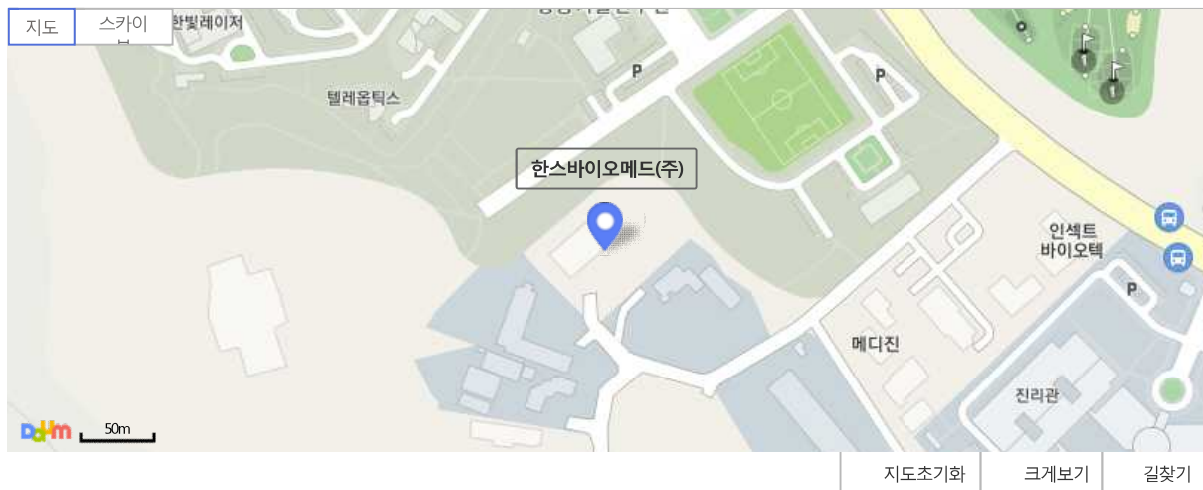 지도
스카이
한빛레이저
P
P
텔레옵틱스
한스바이오메드(주)
인섹트
바이오텍
P
메디진
진리관
Daum
50m
지도초기화
크게보기
길찾기